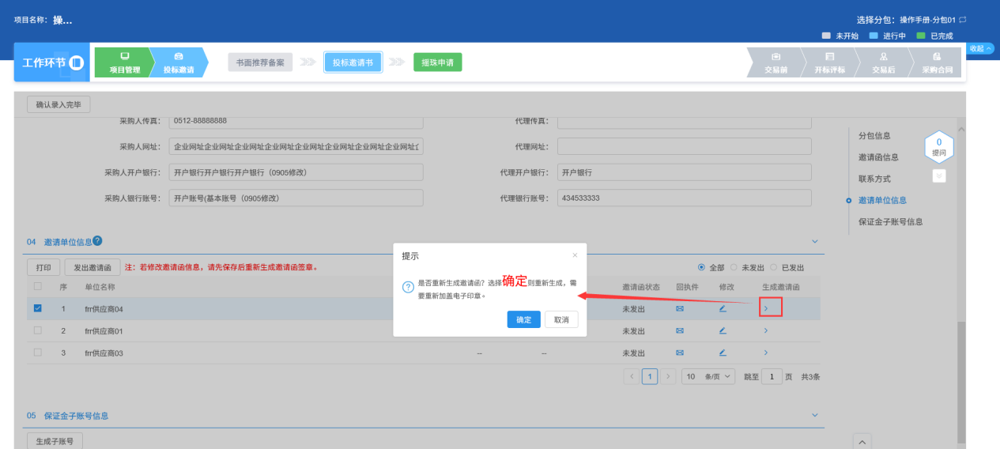 项目名称: 操...
选择分包: 操作手册-分包01
未开始 进行中 已完成
收起
工作环节
项目管理
投标邀请
书面推荐备案
投标邀请书
摇珠申请
交易前
开标评标
交易后
采购合同
确认录入完毕
采购人传真: 0512-88888888
代理传真:
采购人网址: 企业网址企业网址企业网址企业网址企业网址企业网址企业网址企业网址
代理网址:
采购人开户银行: 开户银行开户银行开户银行（0905修改）
代理开户银行: 开户银行
采购人银行账号: 开户账号(基本账号（0905修改）
代理银行账号: 434533333
分包信息
邀请函信息
联系方式
邀请单位信息
保证金子账号信息
0
提问
04 邀请单位信息
打印 发出邀请函 注：若修改邀请函信息，请先保存后重新生成邀请函签章。
全部 未发出 已发出
序 单位名称 邀请函状态 回执件 修改 生成邀请函
1 frr供应商04 未发出
2 frr供应商01 未发出
3 frr供应商03 -- -- 未发出
提示
是否重新生成邀请函? 选择确定则重新生成，需
要重新加盖电子印章。
确定 取消
1 10 条/页 跳至 1 页 共3条
05 保证金子账号信息
生成子账号